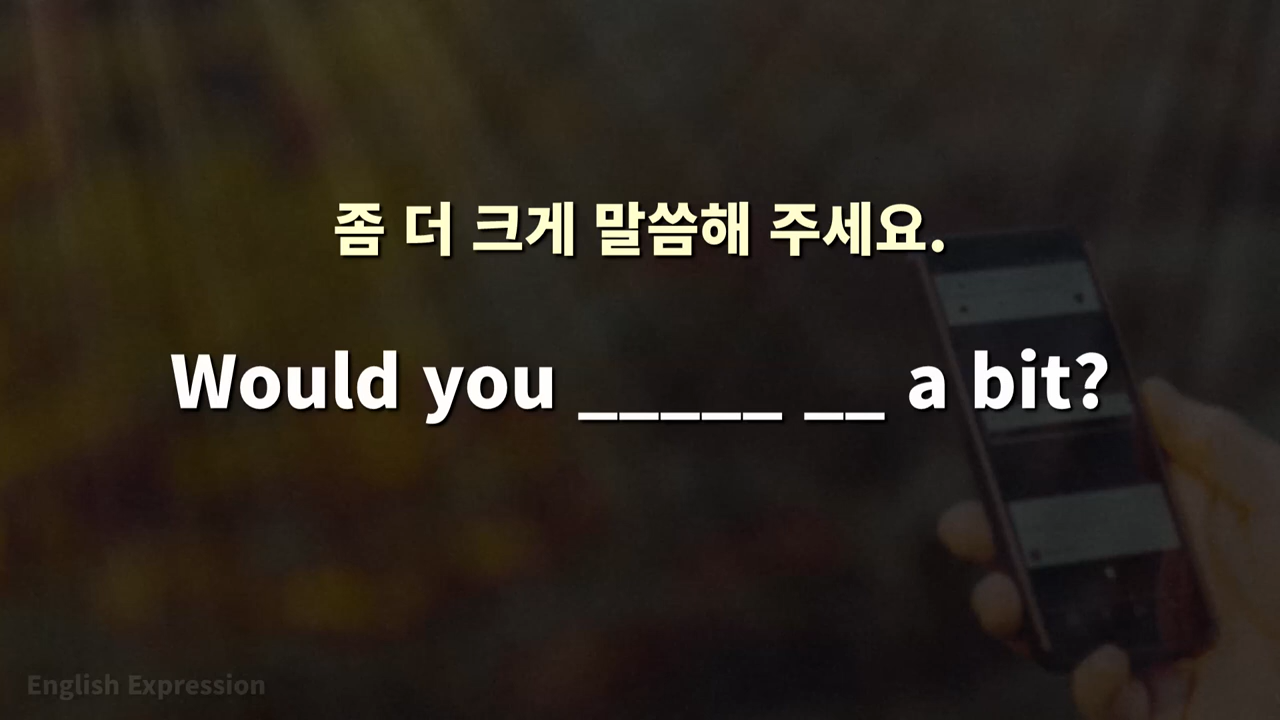 좀 더 크게 말씀해 주세요.
Would you _____ __ a bit?
English Expression